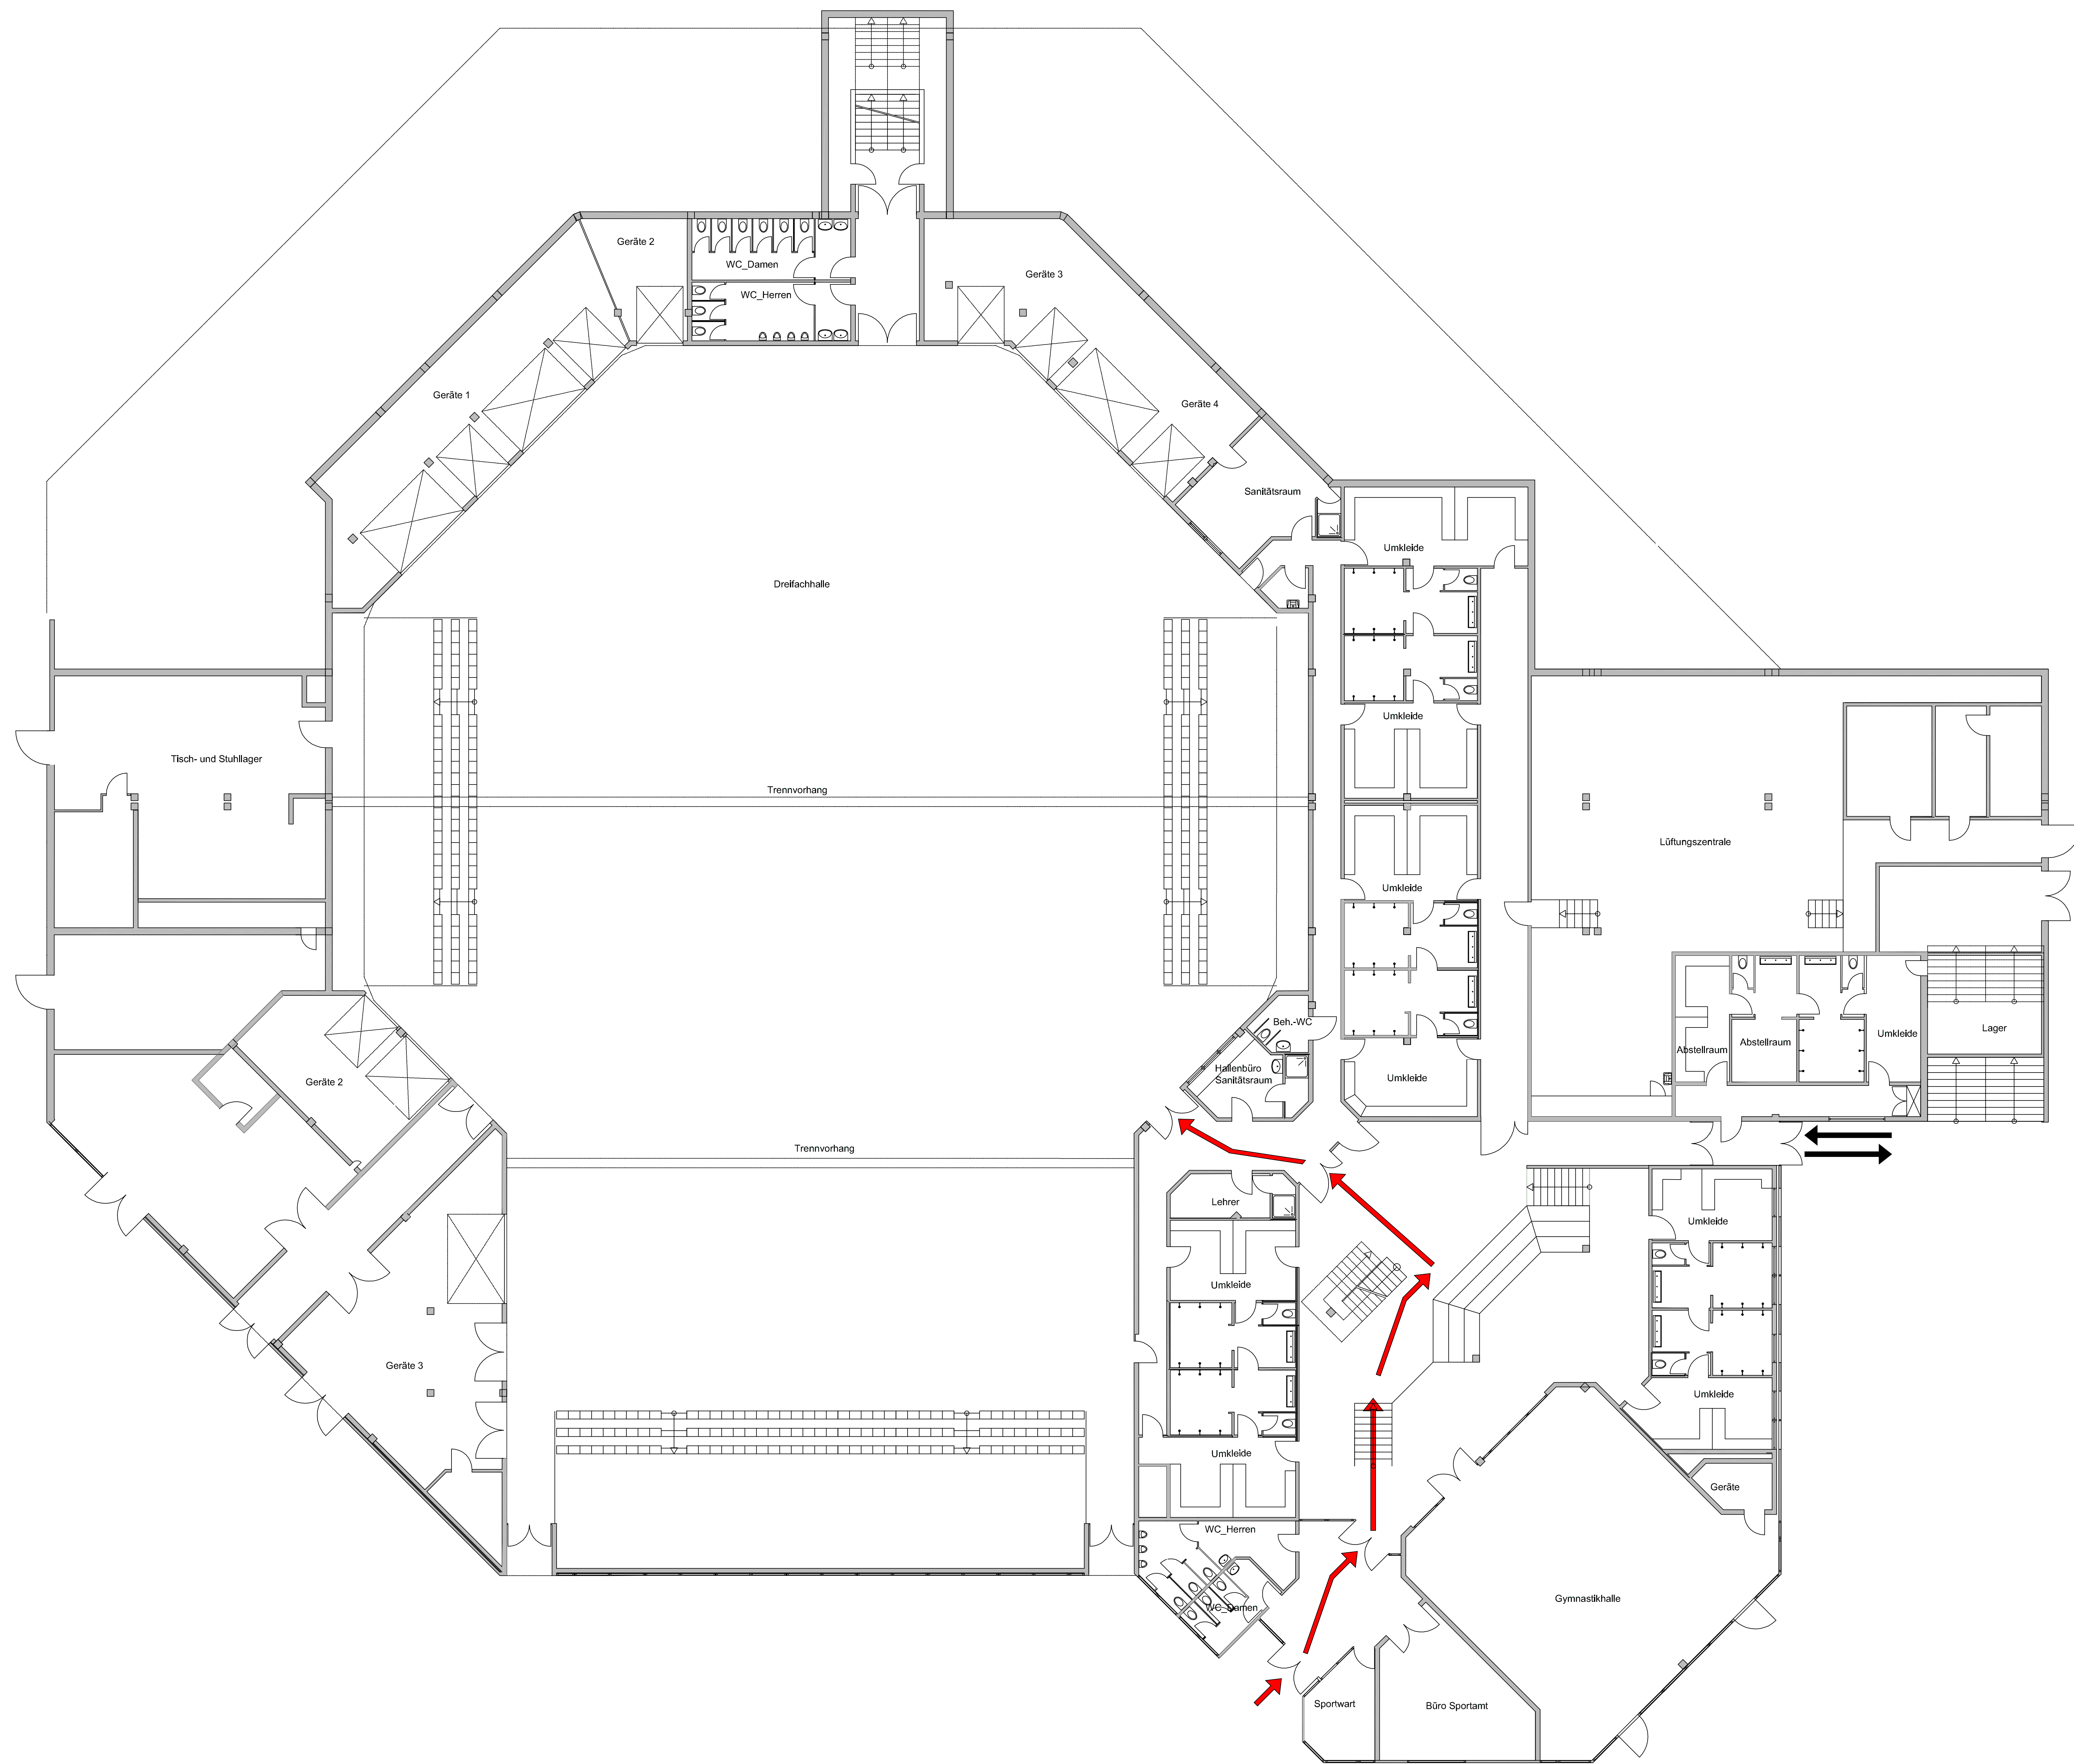 Geräte 2
WC_Damen
Geräte 3
WC_Herren
Geräte 1
Geräte 4
Sanitätsraum
Umkleide
Dreifachhalle
Umkleide
Tisch- und Stuhllager
Trennvorhang
Lüftungszentrale
Umkleide
Beh.-WC
Lager
Umkleide
Abstellraum
Abstellraum
Hallenbüro
Sanitätsraum
Umkleide
Geräte 2
Trennvorhang
Lehrer
Umkleide
Umkleide
Geräte 3
Umkleide
Umkleide
Geräte
WC_Herren
Gymnastikhalle
WC_Damen
Sportwart
Büro Sportamt